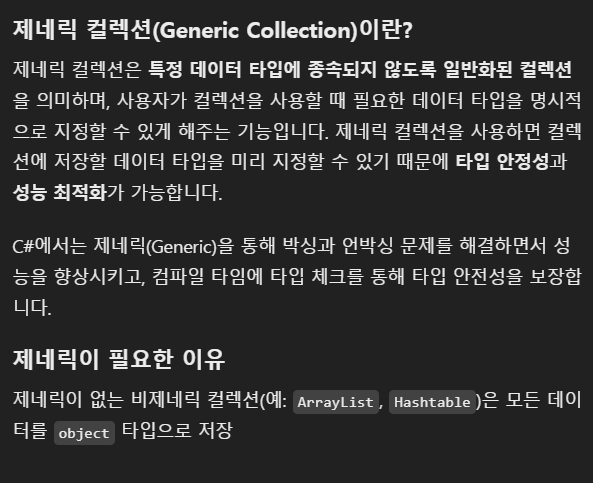 제네릭 컬렉션(Generic Collection)이란?
제네릭 컬렉션은 특정 데이터 타입에 종속되지 않도록 일반화된 컬렉션
을 의미하며, 사용자가 컬렉션을 사용할 때 필요한 데이터 타입을 명시적
으로 지정할 수 있게 해주는 기능입니다. 제네릭 컬렉션을 사용하면 컬렉
션에 저장할 데이터 타입을 미리 지정할 수 있기 때문에 타입 안정성과
성능 최적화가 가능합니다.
C#에서는 제네릭(Generic)을 통해 박싱과 언박싱 문제를 해결하면서 성
능을 향상시키고, 컴파일 타임에 타입 체크를 통해 타입 안전성을 보장합
니다.
제네릭이 필요한 이유
제네릭이 없는 비제네릭 컬렉션(예: ArrayList, Hashtable)은 모든 데이
터를 object 타입으로 저장